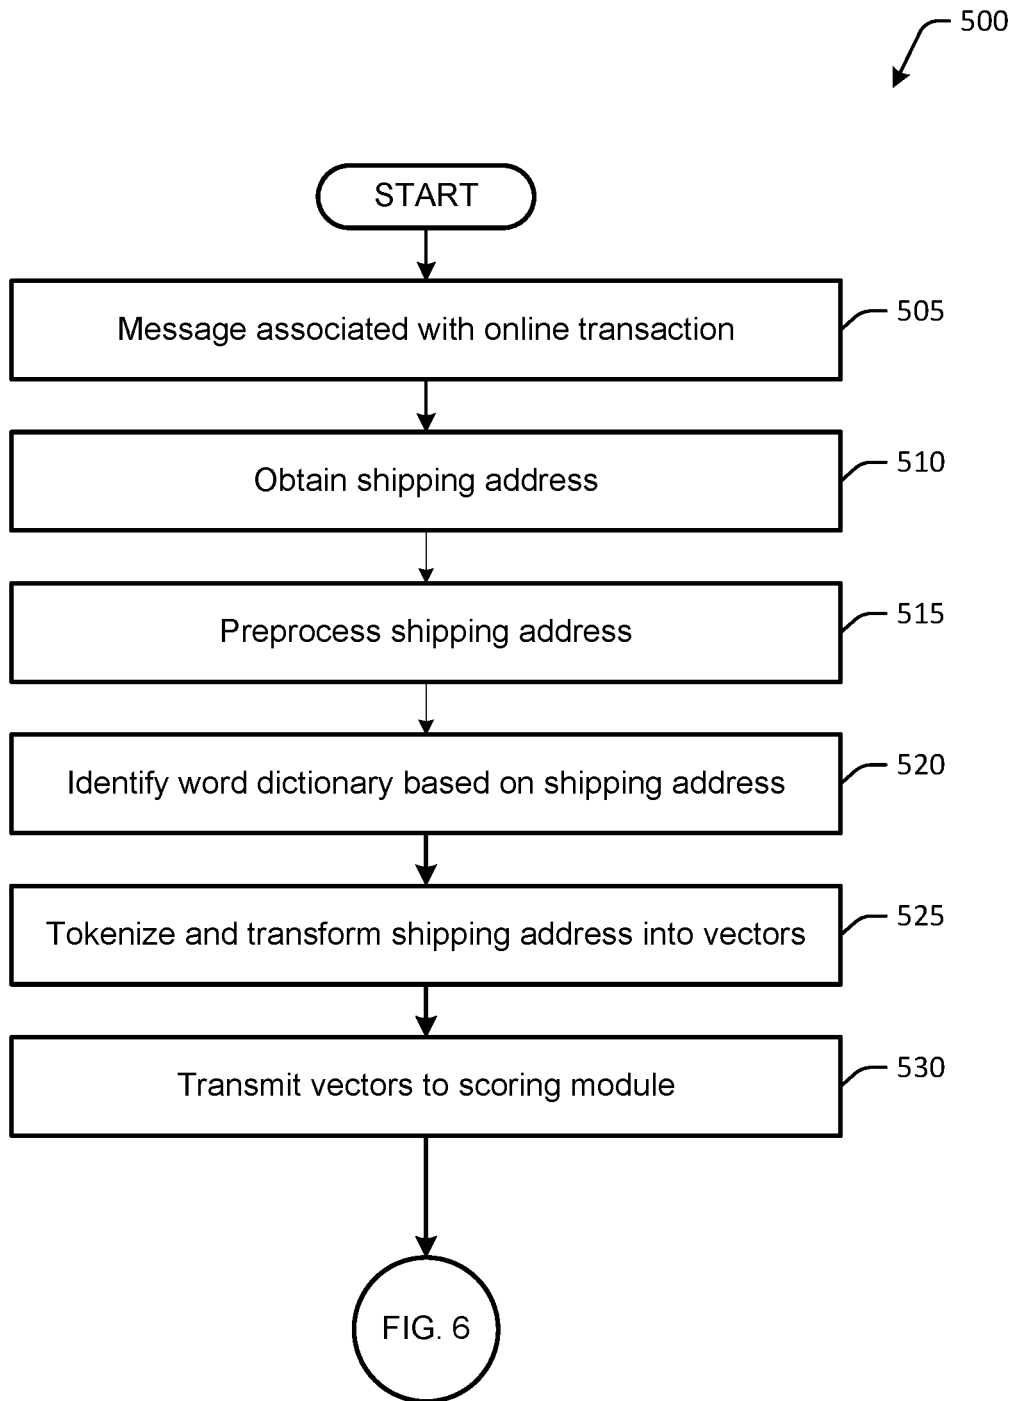 500
START
Message associated with online transaction
505
Obtain shipping address
510
Preprocess shipping address
515
Identify word dictionary based on shipping address
520
Tokenize and transform shipping address into vectors
525
Transmit vectors to scoring module
530
FIG. 6